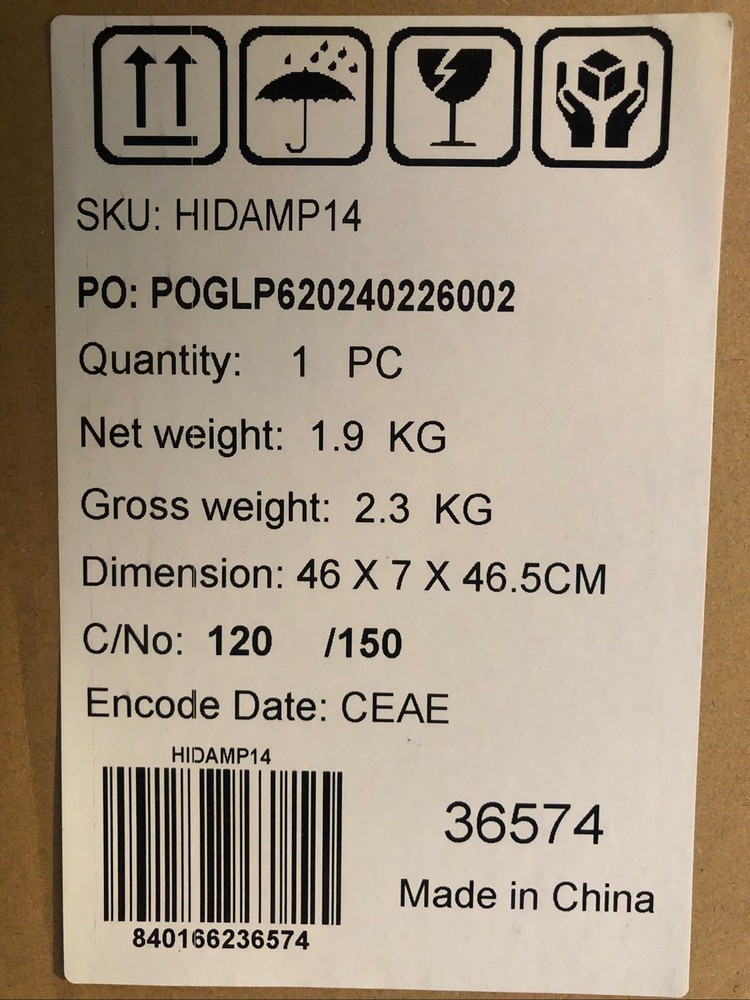 SKU: HIDAMP14
PO: POGLP620240226002
Quantity: 1 PC
Net weight: 1.9 KG
Gross weight: 2.3 KG
Dimension: 46 X 7 X 46.5CM
C/No: 120 /150
Encode Date: CEAE
HIDAMP14
840166236574
36574
Made in China